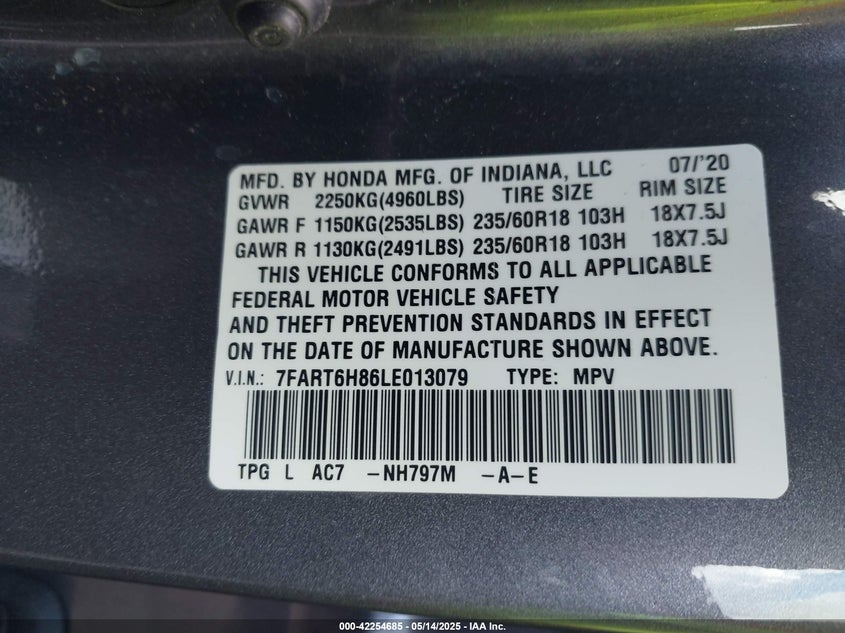 MFD. BY HONDA MFG. OF INDIANA, LLC 07/'20
GVWR 2250KG(4960LBS) TIRE SIZE RIM SIZE
GAWR F 1150KG(2535LBS) 235/60R18 103H 18X7.5J
GAWR R 1130KG(2491LBS) 235/60R18 103H 18X7.5J
THIS VEHICLE CONFORMS TO ALL APPLICABLE
FEDERAL MOTOR VEHICLE SAFETY
AND THEFT PREVENTION STANDARDS IN EFFECT
ON THE DATE OF MANUFACTURE SHOWN ABOVE.
V.I.N.: 7FART6H86LE013079 TYPE: MPV
TPG L AC7 -NH797M -A-E
000-42254685 - 05/14/2025 - IAA Inc.